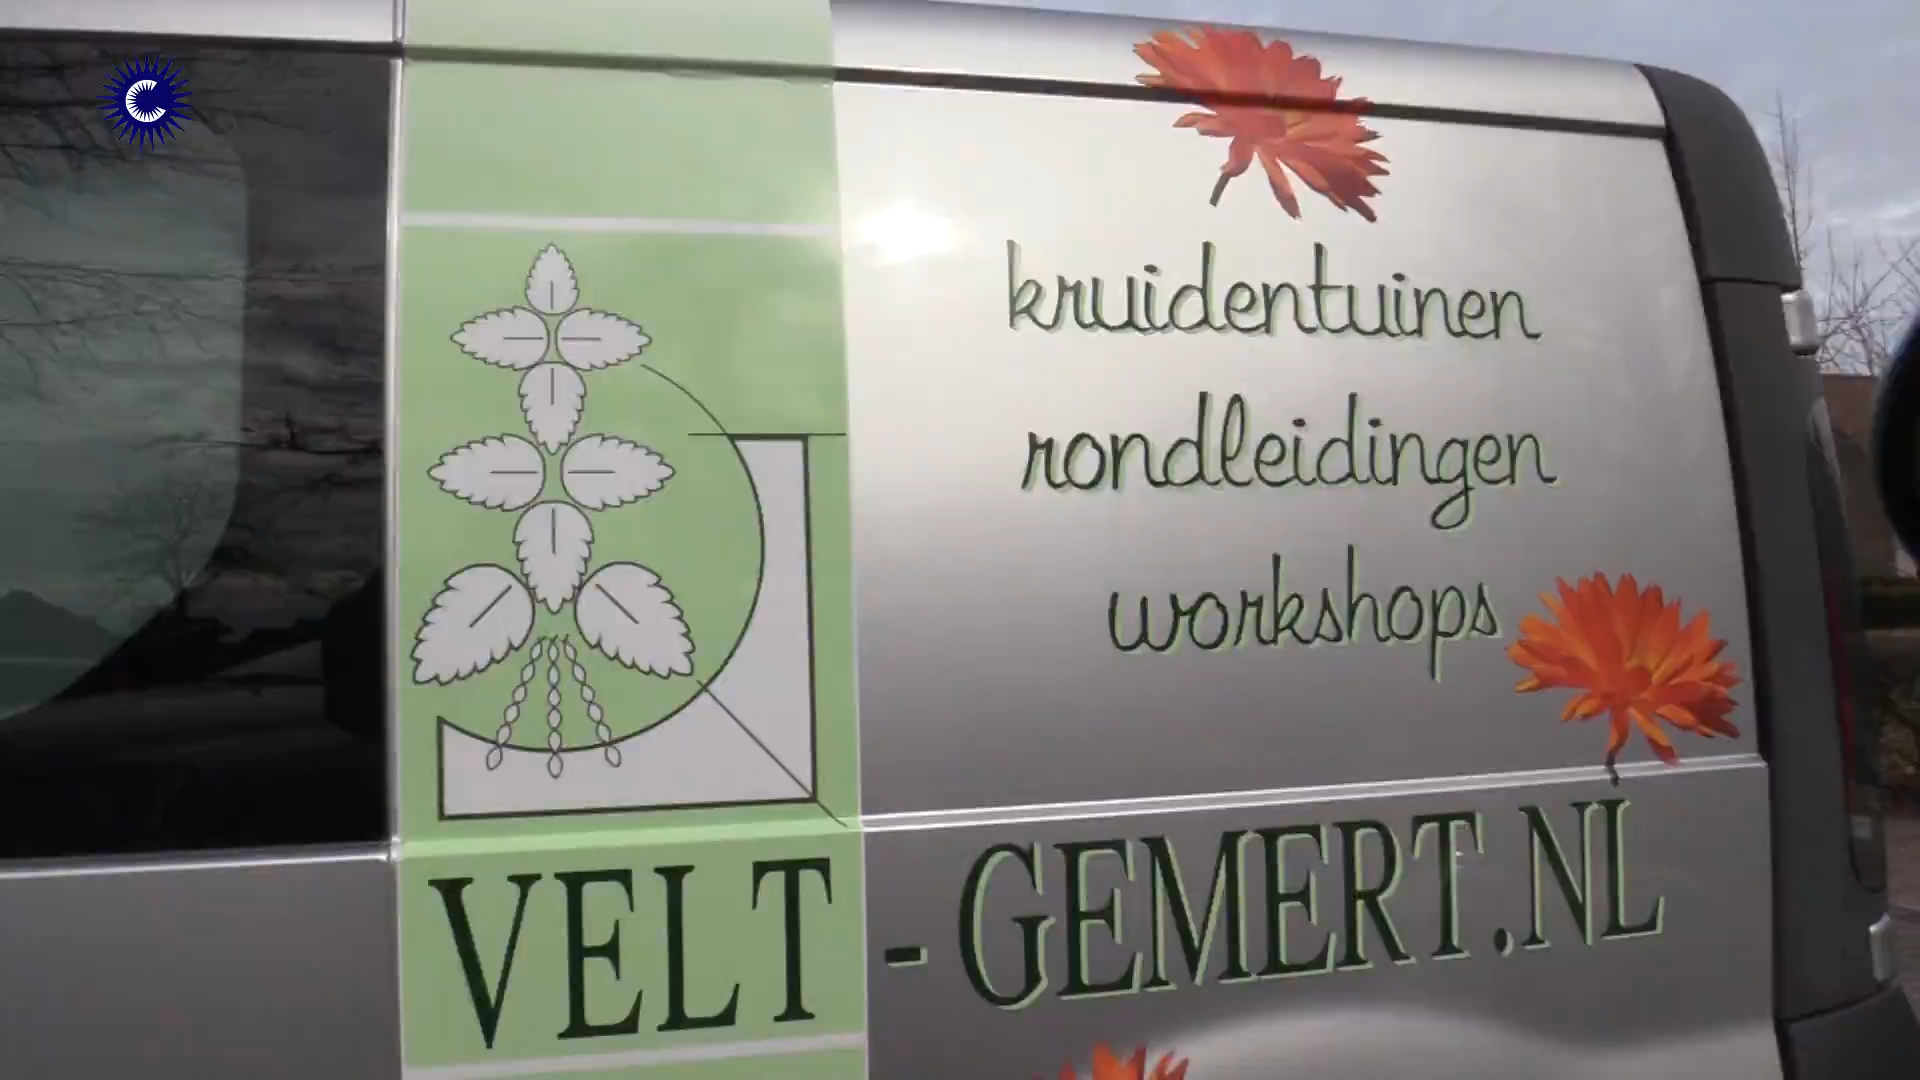 C
kruidentuinen
rondleidingen
workshops
VELT - GEMERT.NL